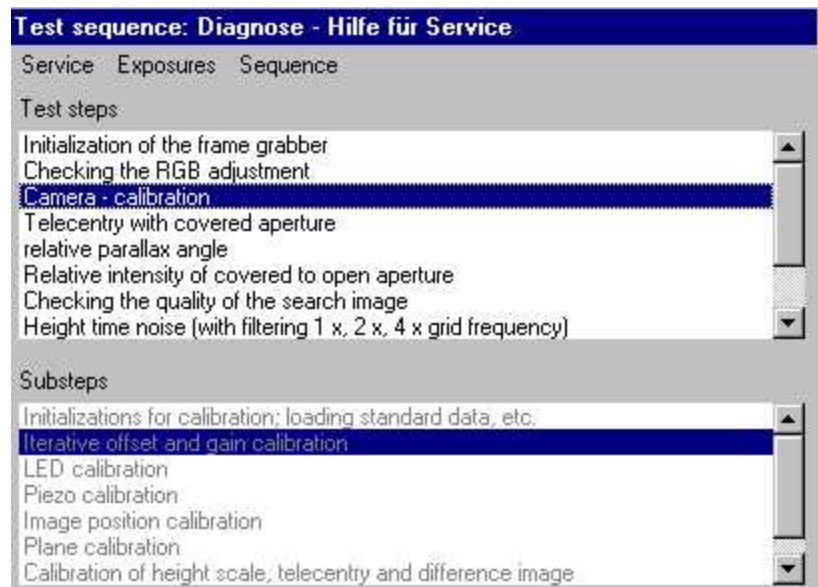 Test sequence: Diagnose - Hilfe für Service
Service Exposures Sequence
Test steps
Initialization of the frame grabber
Checking the RGB adjustment
Camera - calibration
Telecentry with covered aperture
relative parallax angle
Relative intensity of covered to open aperture
Checking the quality of the search image
Height time noise (with filtering 1 x, 2 x, 4 x grid frequency)
Substeps
Initializations for calibration; loading standard data, etc.
Iterative offset and gain calibration
LED calibration
Piezo calibration
Image position calibration
Plane calibration
Calibration of height scale, telecentry and difference image